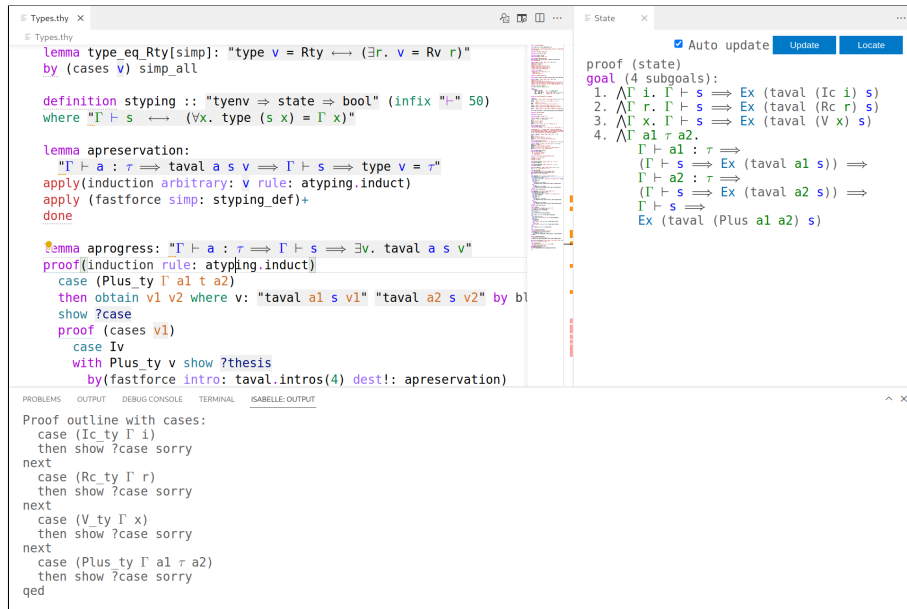 Types.thy
State
Types.thy
lemma type_eq_Rty[simp]: "type v = Rty ⟷ (∃r. v = Rv r)"
by (cases v) simp_all
definition styping :: "tyenv ⇒ state ⇒ bool" (infix "⊢" 50)
where "Γ ⊢ s ⟷ (∀x. type (s x) = Γ x)"
lemma apreservation:
"Γ ⊢ a : τ ⟹ taval a s v ⟹ Γ ⊢ s ⟹ type v = τ"
apply(induction arbitrary: v rule: atyping.induct)
apply (fastforce simp: styping_def)+
done
lemma aprogress: "Γ ⊢ a : τ ⟹ Γ ⊢ s ⟹ ∃v. taval a s v"
proof(induction rule: atyping.induct)
case (Plus_ty Γ a1 t a2)
then obtain v1 v2 where v: "taval a1 s v1" "taval a2 s v2" by bl
show ?case
proof (cases v1)
case Iv
with Plus_ty v show ?thesis
by(fastforce intro: taval.intros(4) dest!: apreservation)
Auto update Update Locate
proof (state)
goal (4 subgoals):
1. ⋀Γ i. Γ ⊢ s ⟹ Ex (taval (Ic i) s)
2. ⋀Γ r. Γ ⊢ s ⟹ Ex (taval (Rc r) s)
3. ⋀Γ x. Γ ⊢ s ⟹ Ex (taval (V x) s)
4. ⋀Γ a1 τ a2.
Γ ⊢ a1 : τ ⟹
(Γ ⊢ s ⟹ Ex (taval a1 s)) ⟹
Γ ⊢ a2 : τ ⟹
(Γ ⊢ s ⟹ Ex (taval a2 s)) ⟹
Γ ⊢ s ⟹
Ex (taval (Plus a1 a2) s)
PROBLEMS OUTPUT DEBUG CONSOLE TERMINAL ISABELLE: OUTPUT
Proof outline with cases:
case (Ic_ty Γ i)
then show ?case sorry
next
case (Rc_ty Γ r)
then show ?case sorry
next
case (V_ty Γ x)
then show ?case sorry
next
case (Plus_ty Γ a1 τ a2)
then show ?case sorry
qed